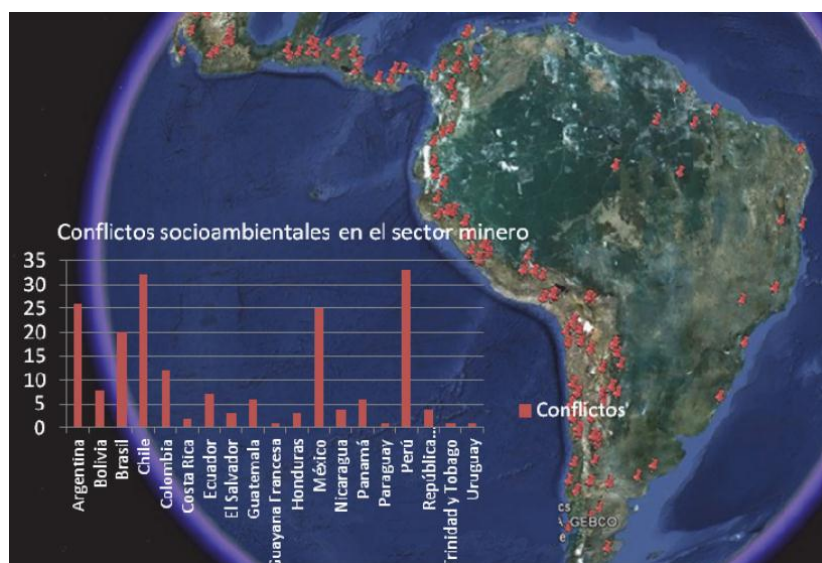 Conflictos socioambientales en el sector minero
35
30
25
20
15
10
5
0
Argentina
Bolivia
Brasil
Chile
Colombia
Costa Rica
Ecuador
El Salvador
Guatemala
Guayana Francesa
Honduras
México
Nicaragua
Panamá
Paraguay
Perú
República...
Trinidad y Tobago
Uruguay
Conflictos
GEBCO